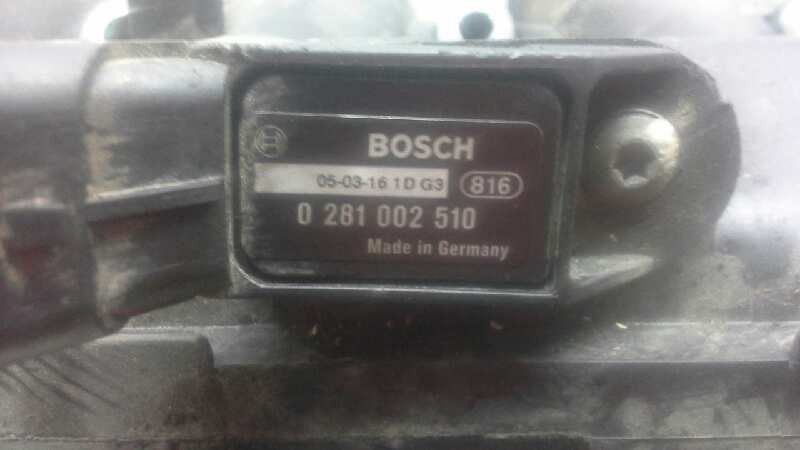 BOSCH
05-03-16 1D G3 816
0 281 002 510
Made in Germany